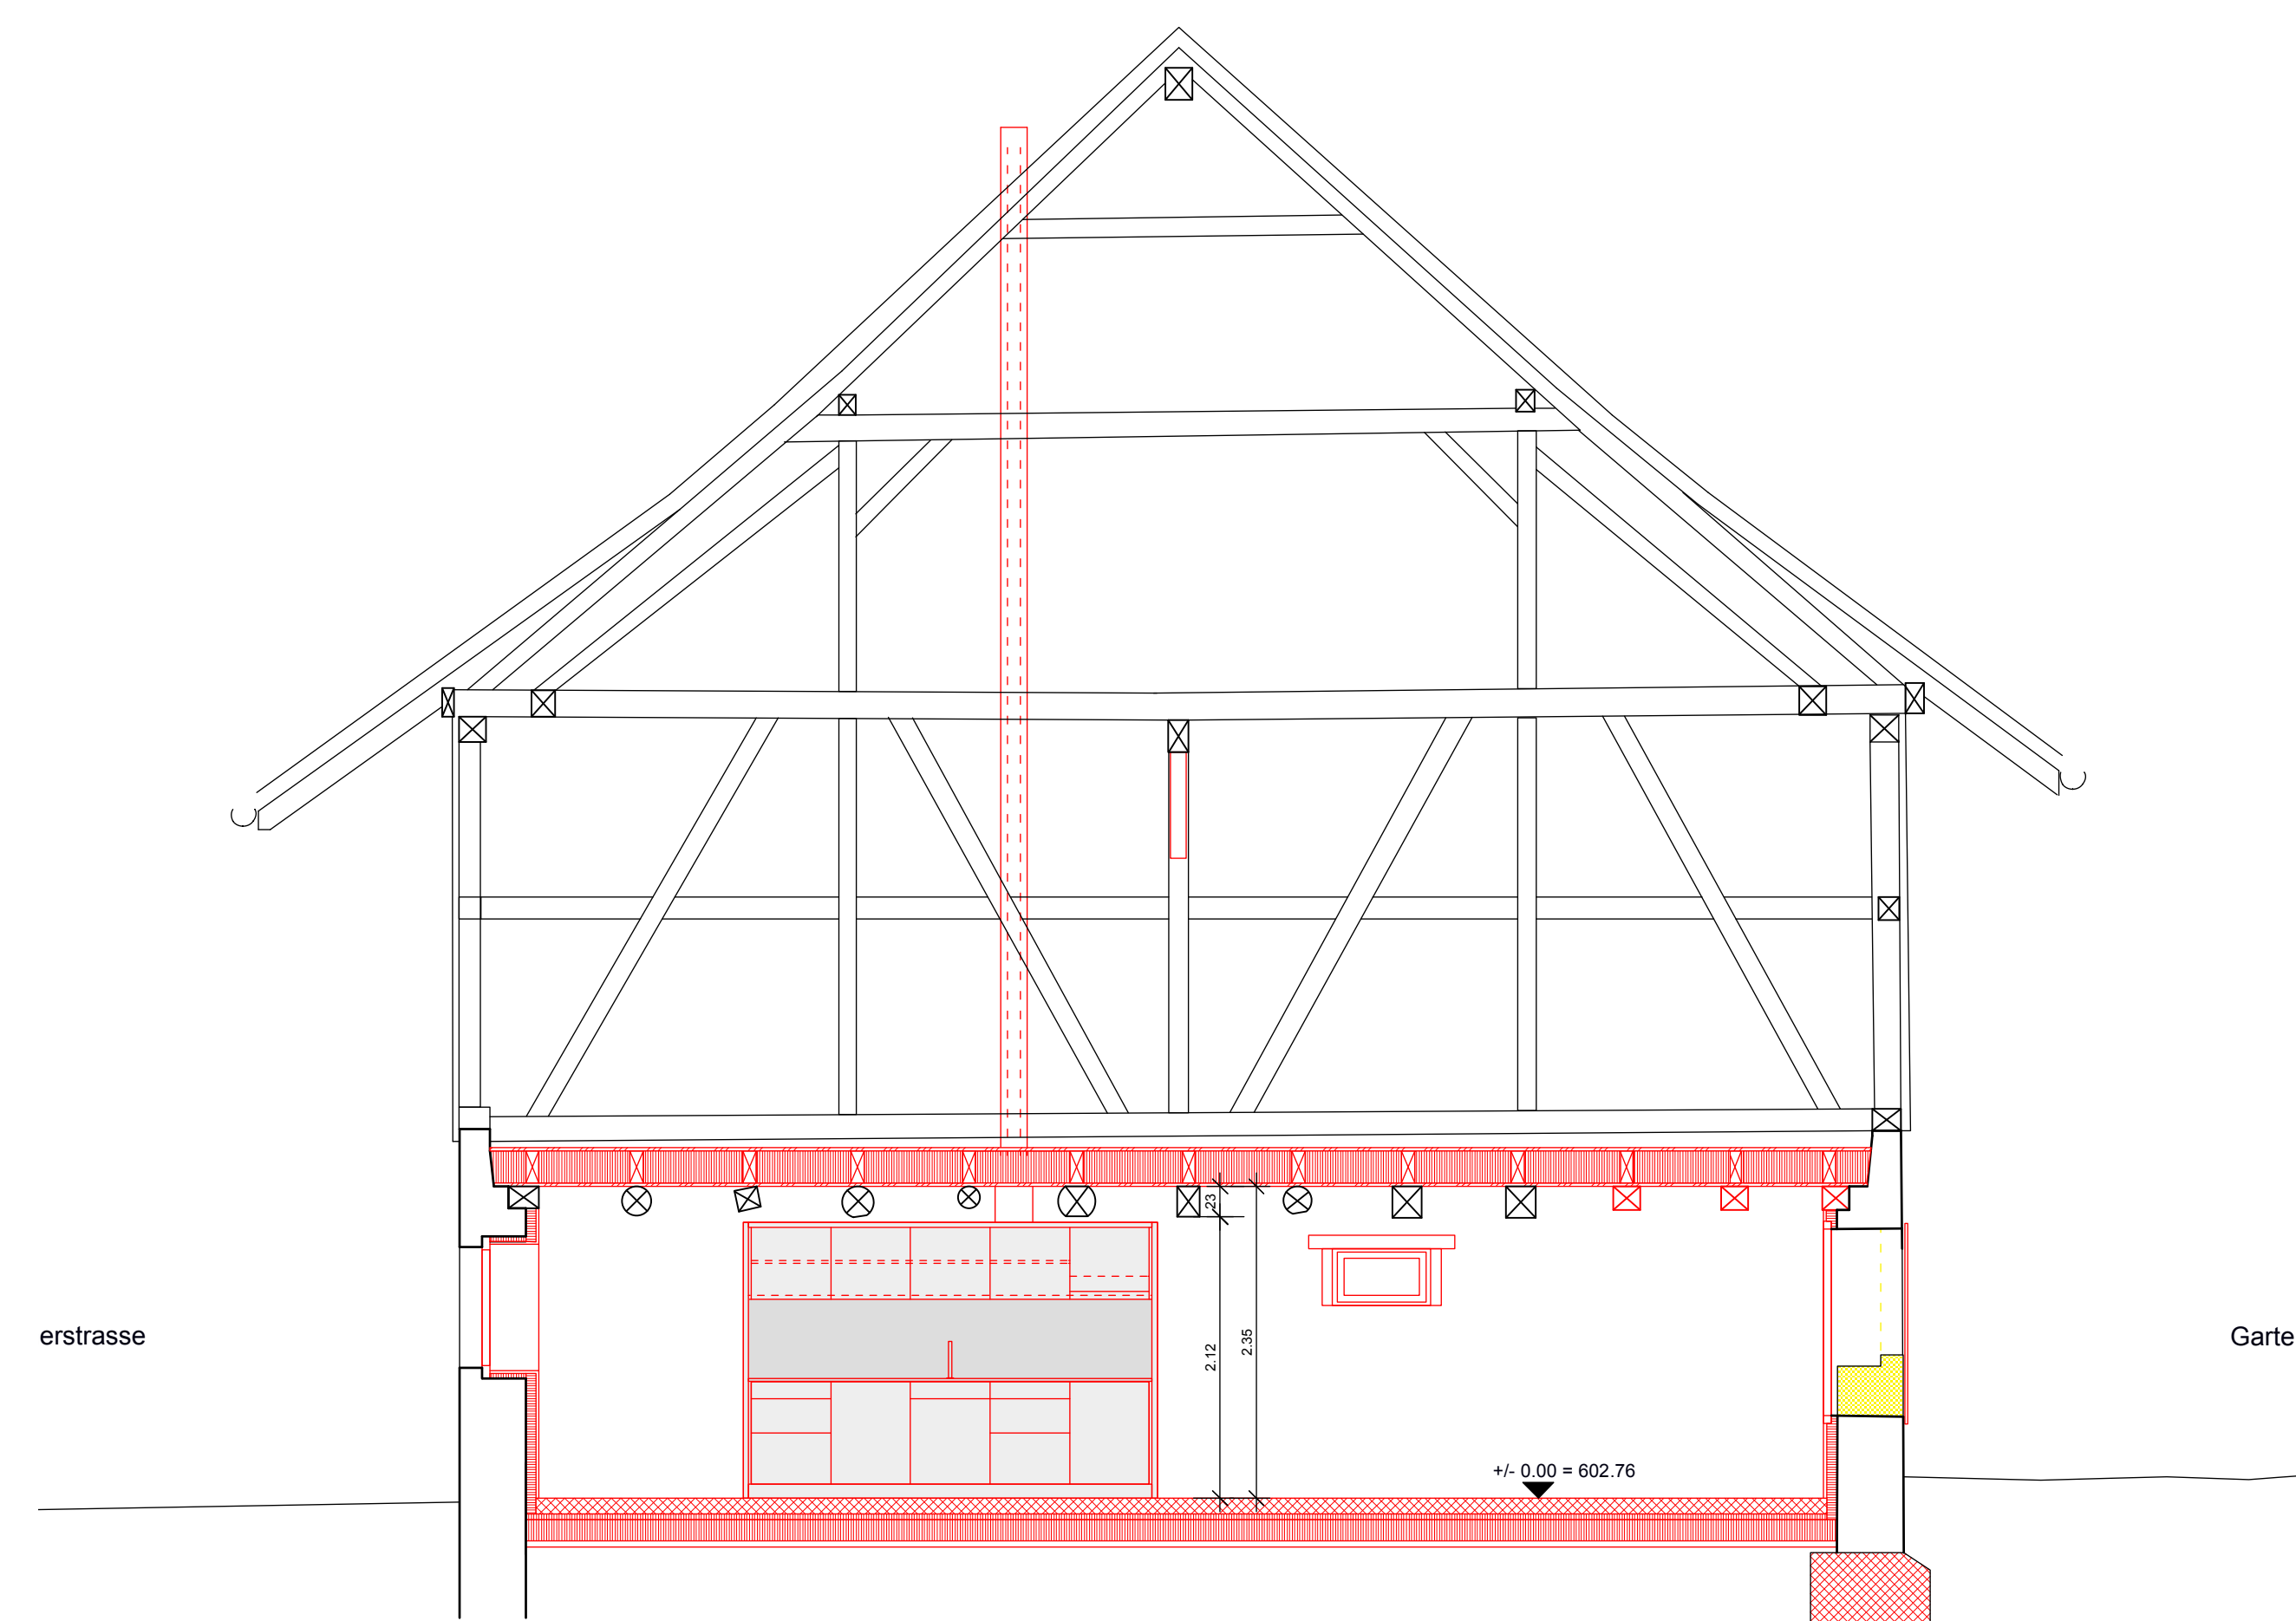 23
2.12
2.35
erstrasse
Garte
+/- 0.00 = 602.76